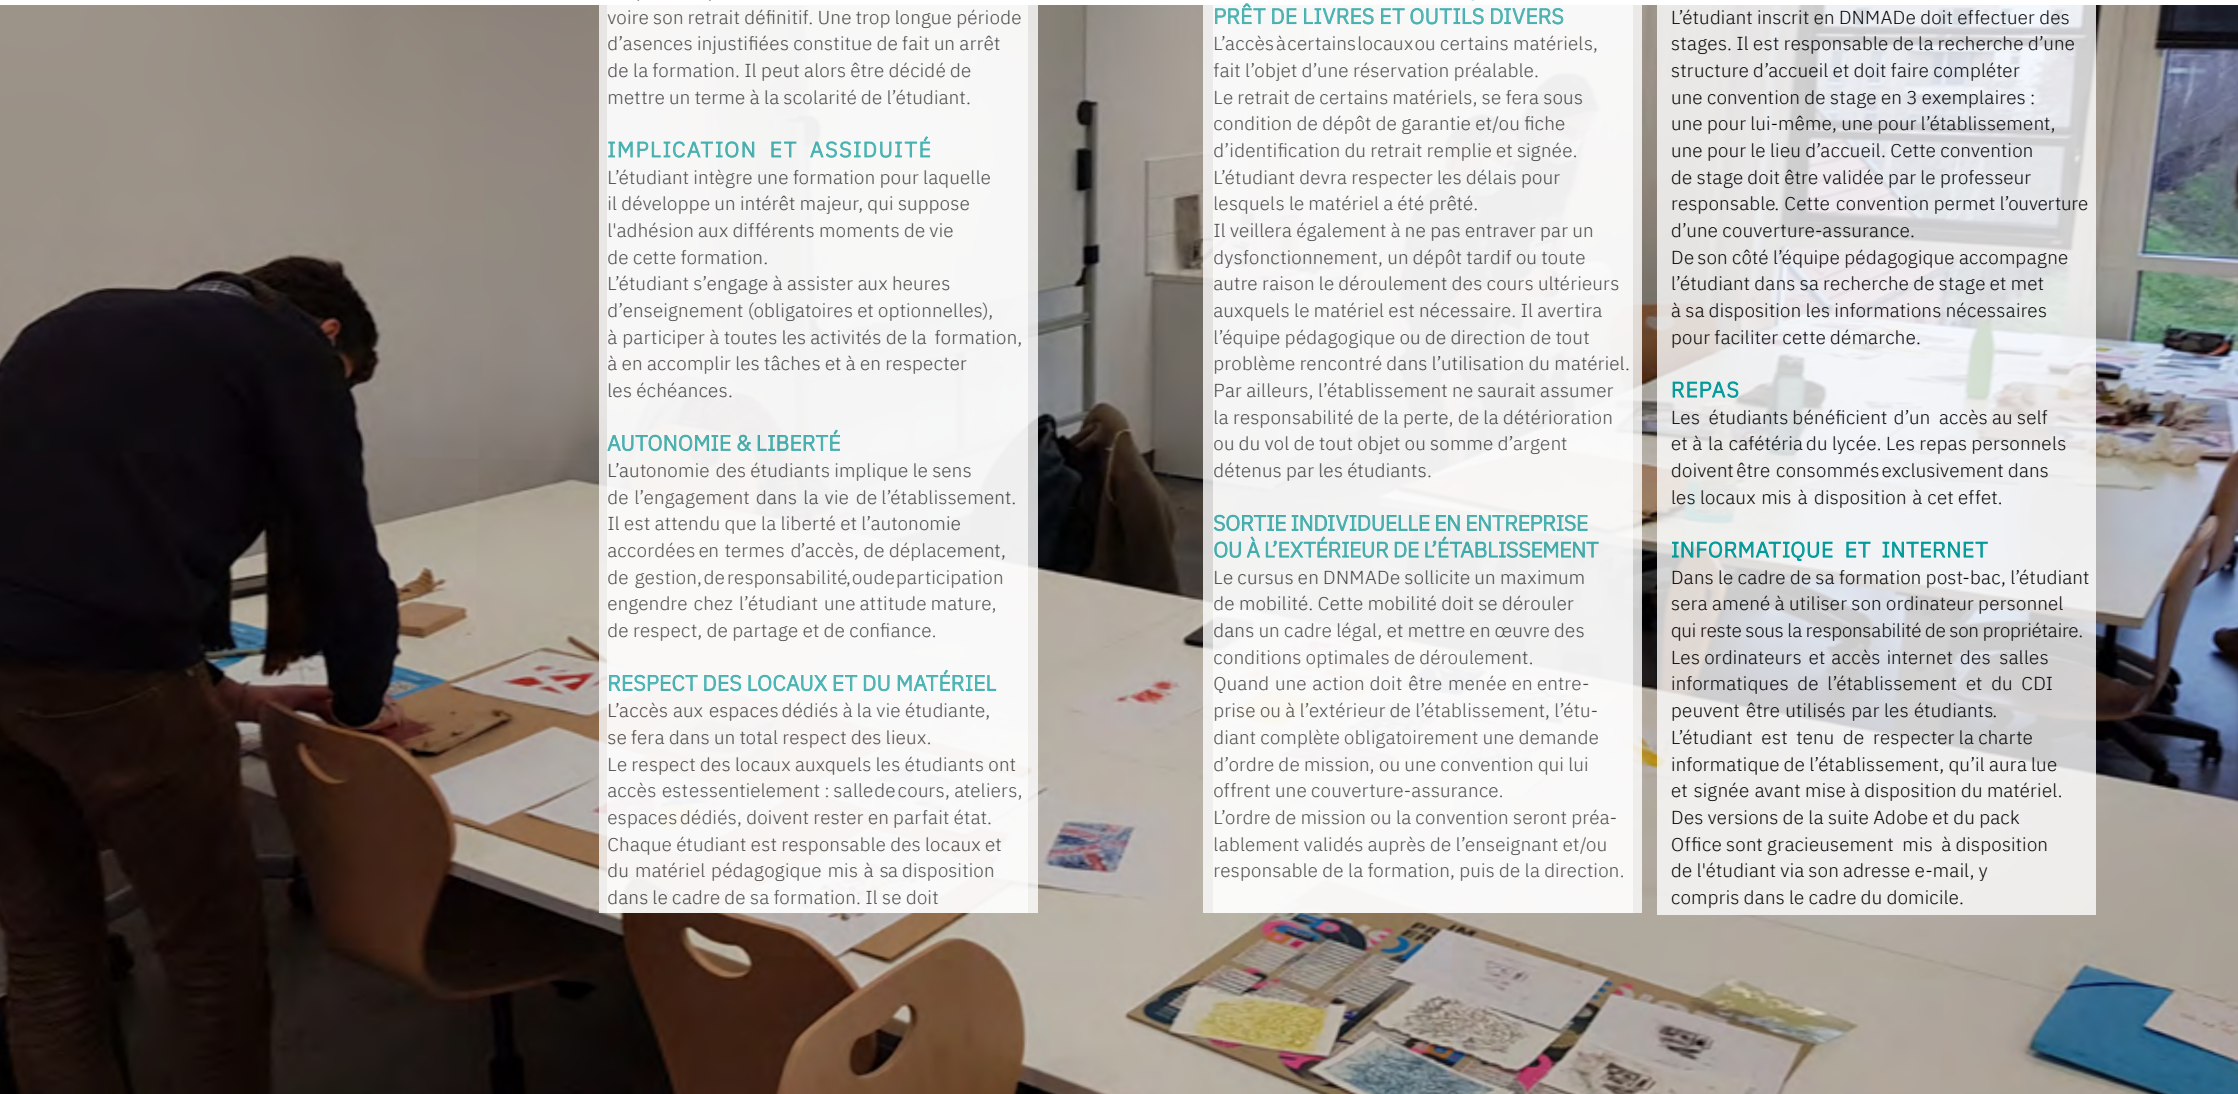 voire son retrait définitif. Une trop longue période
d’asences injustifiées constitue de fait un arrêt
de la formation. Il peut alors être décidé de
mettre un terme à la scolarité de l’étudiant.
IMPLICATION ET ASSIDUITÉ
L’étudiant intègre une formation pour laquelle
il développe un intérêt majeur, qui suppose
l'adhésion aux différents moments de vie
de cette formation.
L’étudiant s’engage à assister aux heures
d’enseignement (obligatoires et optionnelles),
à participer à toutes les activités de la formation,
à en accomplir les tâches et à en respecter
les échéances.
AUTONOMIE & LIBERTÉ
L’autonomie des étudiants implique le sens
de l’engagement dans la vie de l’établissement.
Il est attendu que la liberté et l’autonomie
accordées en termes d’accès, de déplacement,
de gestion, de responsabilité, ou de participation
engendre chez l’étudiant une attitude mature,
de respect, de partage et de confiance.
RESPECT DES LOCAUX ET DU MATÉRIEL
L’accès aux espaces dédiés à la vie étudiante,
se fera dans un total respect des lieux.
Le respect des locaux auxquels les étudiants ont
accès est essentielement : salle de cours, ateliers,
espaces dédiés, doivent rester en parfait état.
Chaque étudiant est responsable des locaux et
du matériel pédagogique mis à sa disposition
dans le cadre de sa formation. Il se doit
PRÊT DE LIVRES ET OUTILS DIVERS
L’accès à certains locaux ou certains matériels,
fait l’objet d’une réservation préalable.
Le retrait de certains matériels, se fera sous
condition de dépôt de garantie et/ou fiche
d’identification du retrait remplie et signée.
L’étudiant devra respecter les délais pour
lesquels le matériel a été prêté.
Il veillera également à ne pas entraver par un
dysfonctionnement, un dépôt tardif ou toute
autre raison le déroulement des cours ultérieurs
auxquels le matériel est nécessaire. Il avertira
l’équipe pédagogique ou de direction de tout
problème rencontré dans l’utilisation du matériel.
Par ailleurs, l’établissement ne saurait assumer
la responsabilité de la perte, de la détérioration
ou du vol de tout objet ou somme d’argent
détenus par les étudiants.
SORTIE INDIVIDUELLE EN ENTREPRISE
OU À L’EXTÉRIEUR DE L’ÉTABLISSEMENT
Le cursus en DNMADe sollicite un maximum
de mobilité. Cette mobilité doit se dérouler
dans un cadre légal, et mettre en œuvre des
conditions optimales de déroulement.
Quand une action doit être menée en entre-
prise ou à l’extérieur de l’établissement, l’étu-
diant complète obligatoirement une demande
d’ordre de mission, ou une convention qui lui
offrent une couverture-assurance.
L’ordre de mission ou la convention seront préa-
lablement validés auprès de l’enseignant et/ou
responsable de la formation, puis de la direction.
L’étudiant inscrit en DNMADe doit effectuer des
stages. Il est responsable de la recherche d’une
structure d’accueil et doit faire compléter
une convention de stage en 3 exemplaires :
une pour lui-même, une pour l’établissement,
une pour le lieu d’accueil. Cette convention
de stage doit être validée par le professeur
responsable. Cette convention permet l’ouverture
d’une couverture-assurance.
De son côté l’équipe pédagogique accompagne
l’étudiant dans sa recherche de stage et met
à sa disposition les informations nécessaires
pour faciliter cette démarche.
REPAS
Les étudiants bénéficient d’un accès au self
et à la cafétéria du lycée. Les repas personnels
doivent être consommés exclusivement dans
les locaux mis à disposition à cet effet.
INFORMATIQUE ET INTERNET
Dans le cadre de sa formation post-bac, l’étudiant
sera amené à utiliser son ordinateur personnel
qui reste sous la responsabilité de son propriétaire.
Les ordinateurs et accès internet des salles
informatiques de l’établissement et du CDI
peuvent être utilisés par les étudiants.
L’étudiant est tenu de respecter la charte
informatique de l’établissement, qu’il aura lue
et signée avant mise à disposition du matériel.
Des versions de la suite Adobe et du pack
Office sont gracieusement mis à disposition
de l'étudiant via son adresse e-mail, y
compris dans le cadre du domicile.